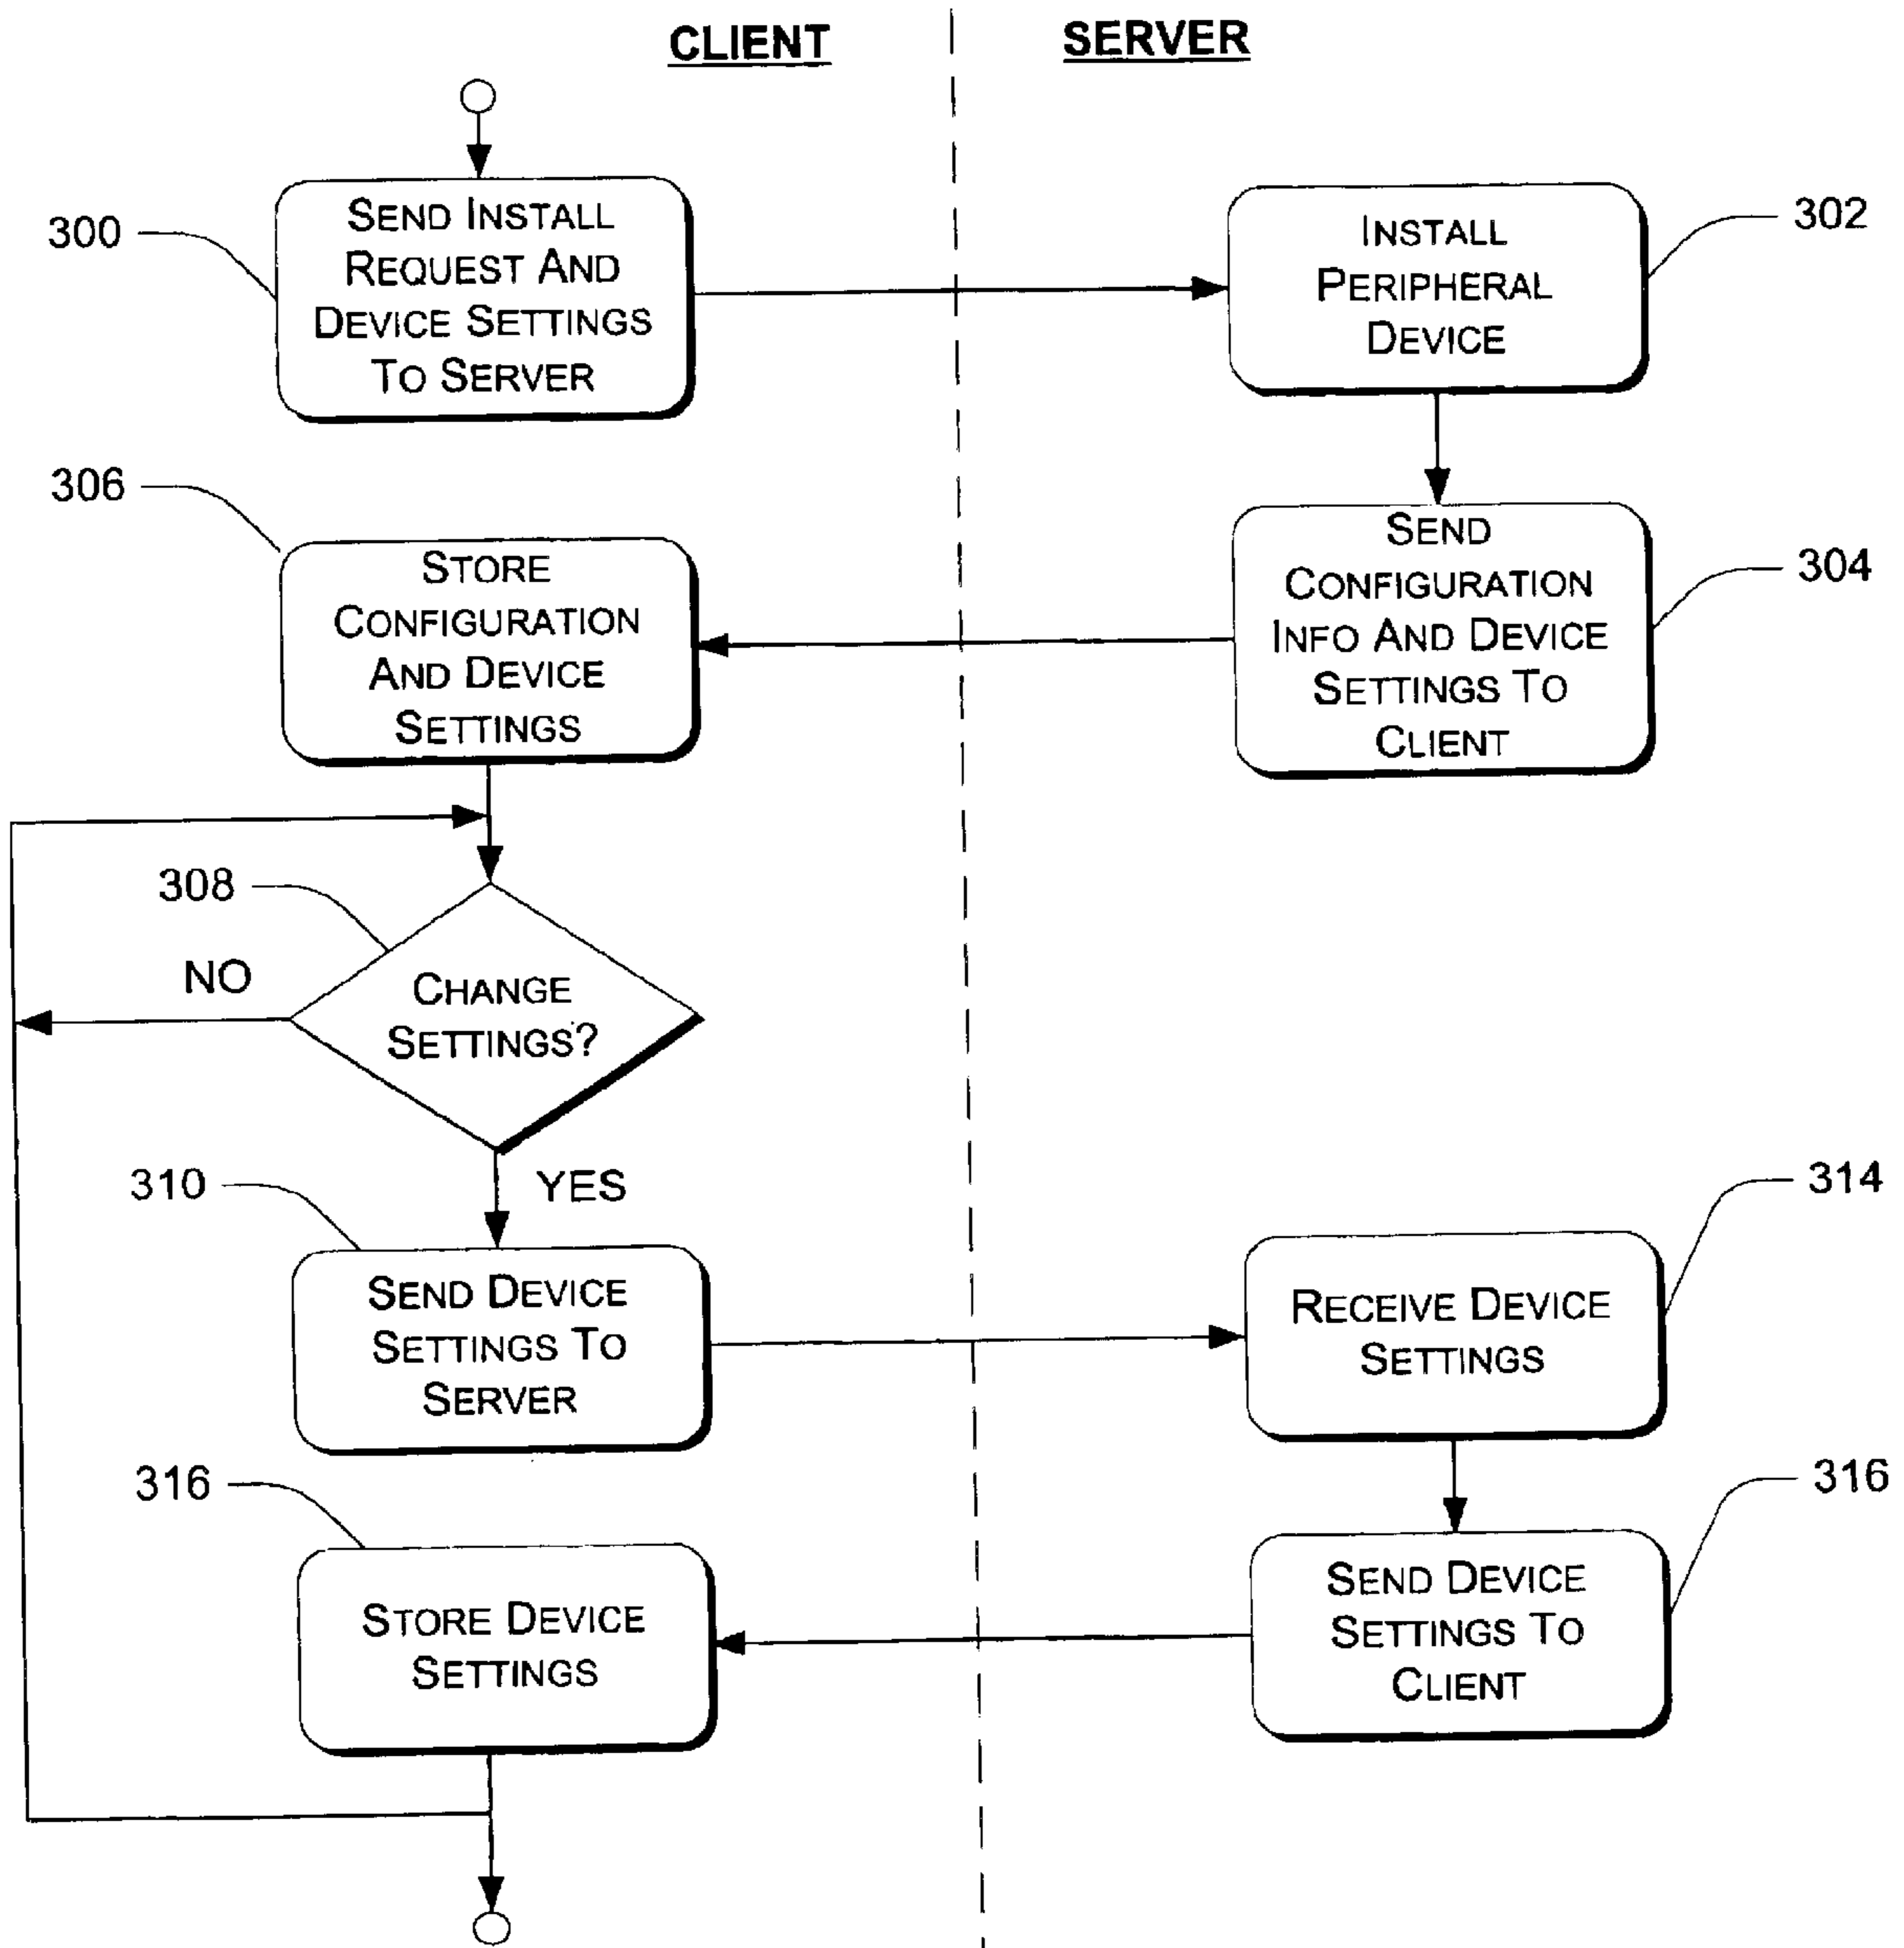 CLIENT
SERVER
300
SEND INSTALL
REQUEST AND
DEVICE SETTINGS
TO SERVER
302
INSTALL
PERIPHERAL
DEVICE
306
STORE
CONFIGURATION
AND DEVICE
SETTINGS
304
SEND
CONFIGURATION
INFO AND DEVICE
SETTINGS TO
CLIENT
308
NO
CHANGE
SETTINGS?
YES
310
SEND DEVICE
SETTINGS TO
SERVER
314
RECEIVE DEVICE
SETTINGS
316
STORE DEVICE
SETTINGS
316
SEND DEVICE
SETTINGS TO
CLIENT